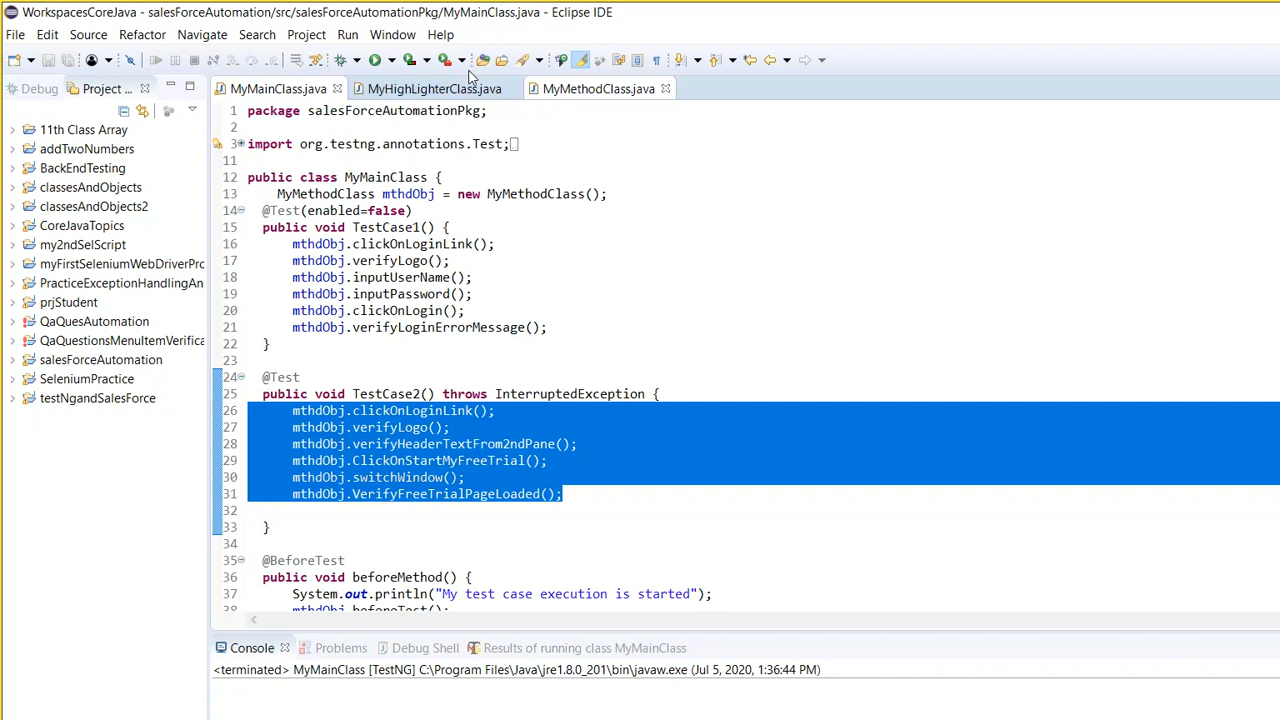 WorkspacesCoreJava - salesForceAutomation/src/salesForceAutomationPkg/MyMainClass.java - Eclipse IDE
File Edit Source Refactor Navigate Search Project Run Window Help
Debug Project ... MyMainClass.java MyHighLighterClass.java MyMethodClass.java
11th Class Array
addTwoNumbers
BackEndTesting
classesAndObjects
classesAndObjects2
CoreJavaTopics
my2ndSelScript
myFirstSeleniumWebDriverPro
PracticeExceptionHandlingAn
prjStudent
QaQuesAutomation
QaQuestionsMenuItemVerifica
salesForceAutomation
SeleniumPractice
testNgandSalesForce
1 package salesForceAutomationPkg;
2
3 import org.testng.annotations.Test;
11
12 public class MyMainClass {
13 MyMethodClass mthdObj = new MyMethodClass();
14 @Test(enabled=false)
15 public void TestCase1() {
16 mthdObj.clickOnLoginLink();
17 mthdObj.verifyLogo();
18 mthdObj.inputUserName();
19 mthdObj.inputPassword();
20 mthdObj.clickOnLogin();
21 mthdObj.verifyLoginErrorMessage();
22 }
23
24 @Test
25 public void TestCase2() throws InterruptedException {
26 mthdObj.clickOnLoginLink();
27 mthdObj.verifyLogo();
28 mthdObj.verifyHeaderTextFrom2ndPane();
29 mthdObj.ClickOnStartMyFreeTrial();
30 mthdObj.switchWindow();
31 mthdObj.VerifyFreeTrialPageLoaded();
32
33 }
34
35 @BeforeTest
36 public void beforeMethod() {
37 System.out.println("My test case execution is started");
38 mthdObj.beforeTest();
Console Problems Debug Shell Results of running class MyMainClass
<terminated> MyMainClass [TestNG] C:\Program Files\Java\jre1.8.0_201\bin\javaw.exe (Jul 5, 2020, 1:36:44 PM)